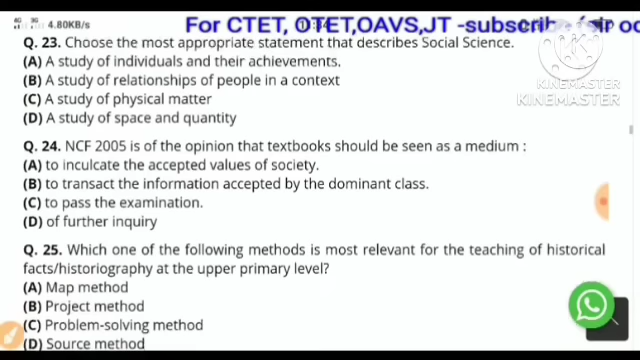 4G 3G 4.80KB/s
For CTET, OTET,OAVS,JT -subscribe
Q. 23. Choose the most appropriate statement that describes Social Science.
(A) A study of individuals and their achievements.
(B) A study of relationships of people in a context
(C) A study of physical matter
(D) A study of space and quantity
KINEMASTER
KINEMASTER
Q. 24. NCF 2005 is of the opinion that textbooks should be seen as a medium :
(A) to inculcate the accepted values of society.
(B) to transact the information accepted by the dominant class.
(C) to pass the examination.
(D) of further inquiry
Q. 25. Which one of the following methods is most relevant for the teaching of historical
facts/historiography at the upper primary level?
(A) Map method
(B) Project method
(C) Problem-solving method
(D) Source method